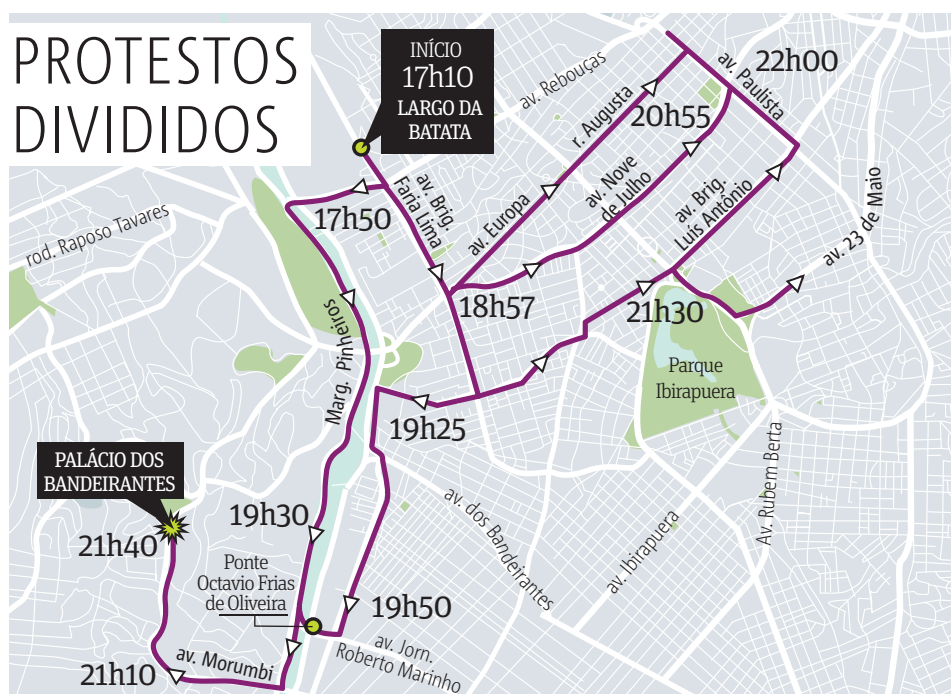 PROTESTOS
DIVIDIDOS
INÍCIO
17h10
LARGO DA
BATATA
av. Rebouças
av. Paulista
22h00
r. Augusta
20h55
av. Nove
de Julho
av. Brig.
Faria Lima
17h50
av. Europa
av. Brig.
Luis Antônio
av. 23 de Maio
rod. Raposo Tavares
18h57
21h30
Marg. Pinheiros
Parque
Ibirapuera
19h25
PALÁCIO DOS
BANDEIRANTES
21h40
19h30
Ponte
Octavio Frias
de Oliveira
av. dos Bandeirantes
av. Ibirapuera
Av. Rubem Berta
19h50
av. Jorn.
Roberto Marinho
av. Morumbi
21h10